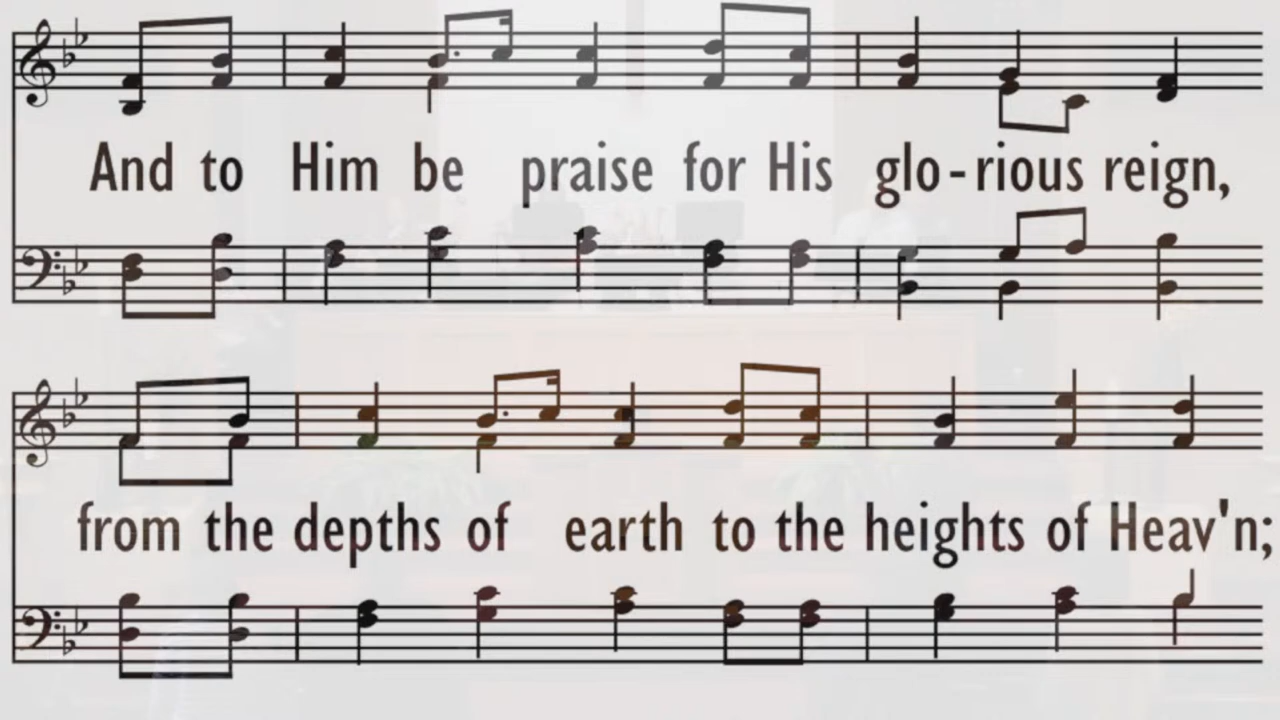 And to Him be praise for His glo-rious reign,
from the depths of earth to the heights of Heav'n;